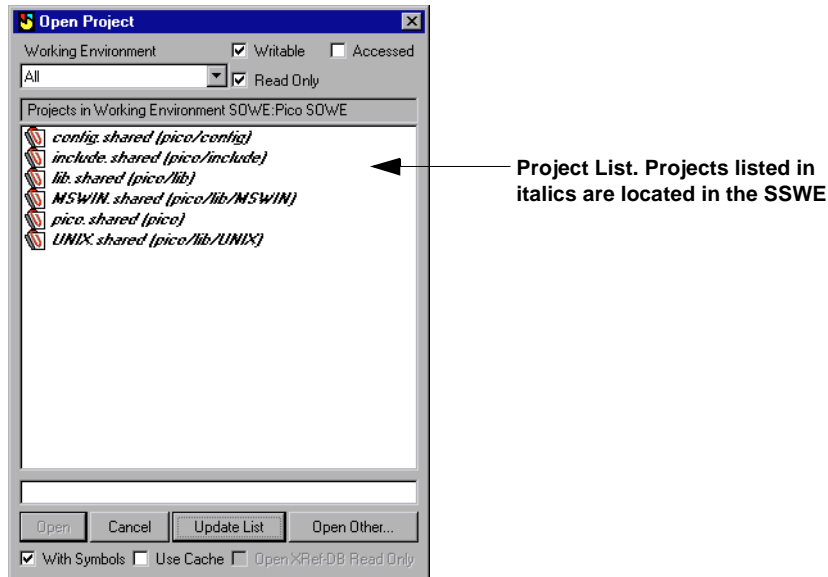 Open Project
Working Environment
Writable
Accessed
All
Read Only
Projects in Working Environment SOWE:Pico SOWE
config.shared (pico/config)
include.shared (pico/include)
lib.shared (pico/lib)
MSWIN.shared (pico/lib/MSWIN)
pico.shared (pico)
UNIX.shared (pico/lib/UNIX)
Project List. Projects listed in
italics are located in the SSWE
Open
Cancel
Update List
Open Other...
With Symbols
Use Cache
Open XRef-DB Read Only